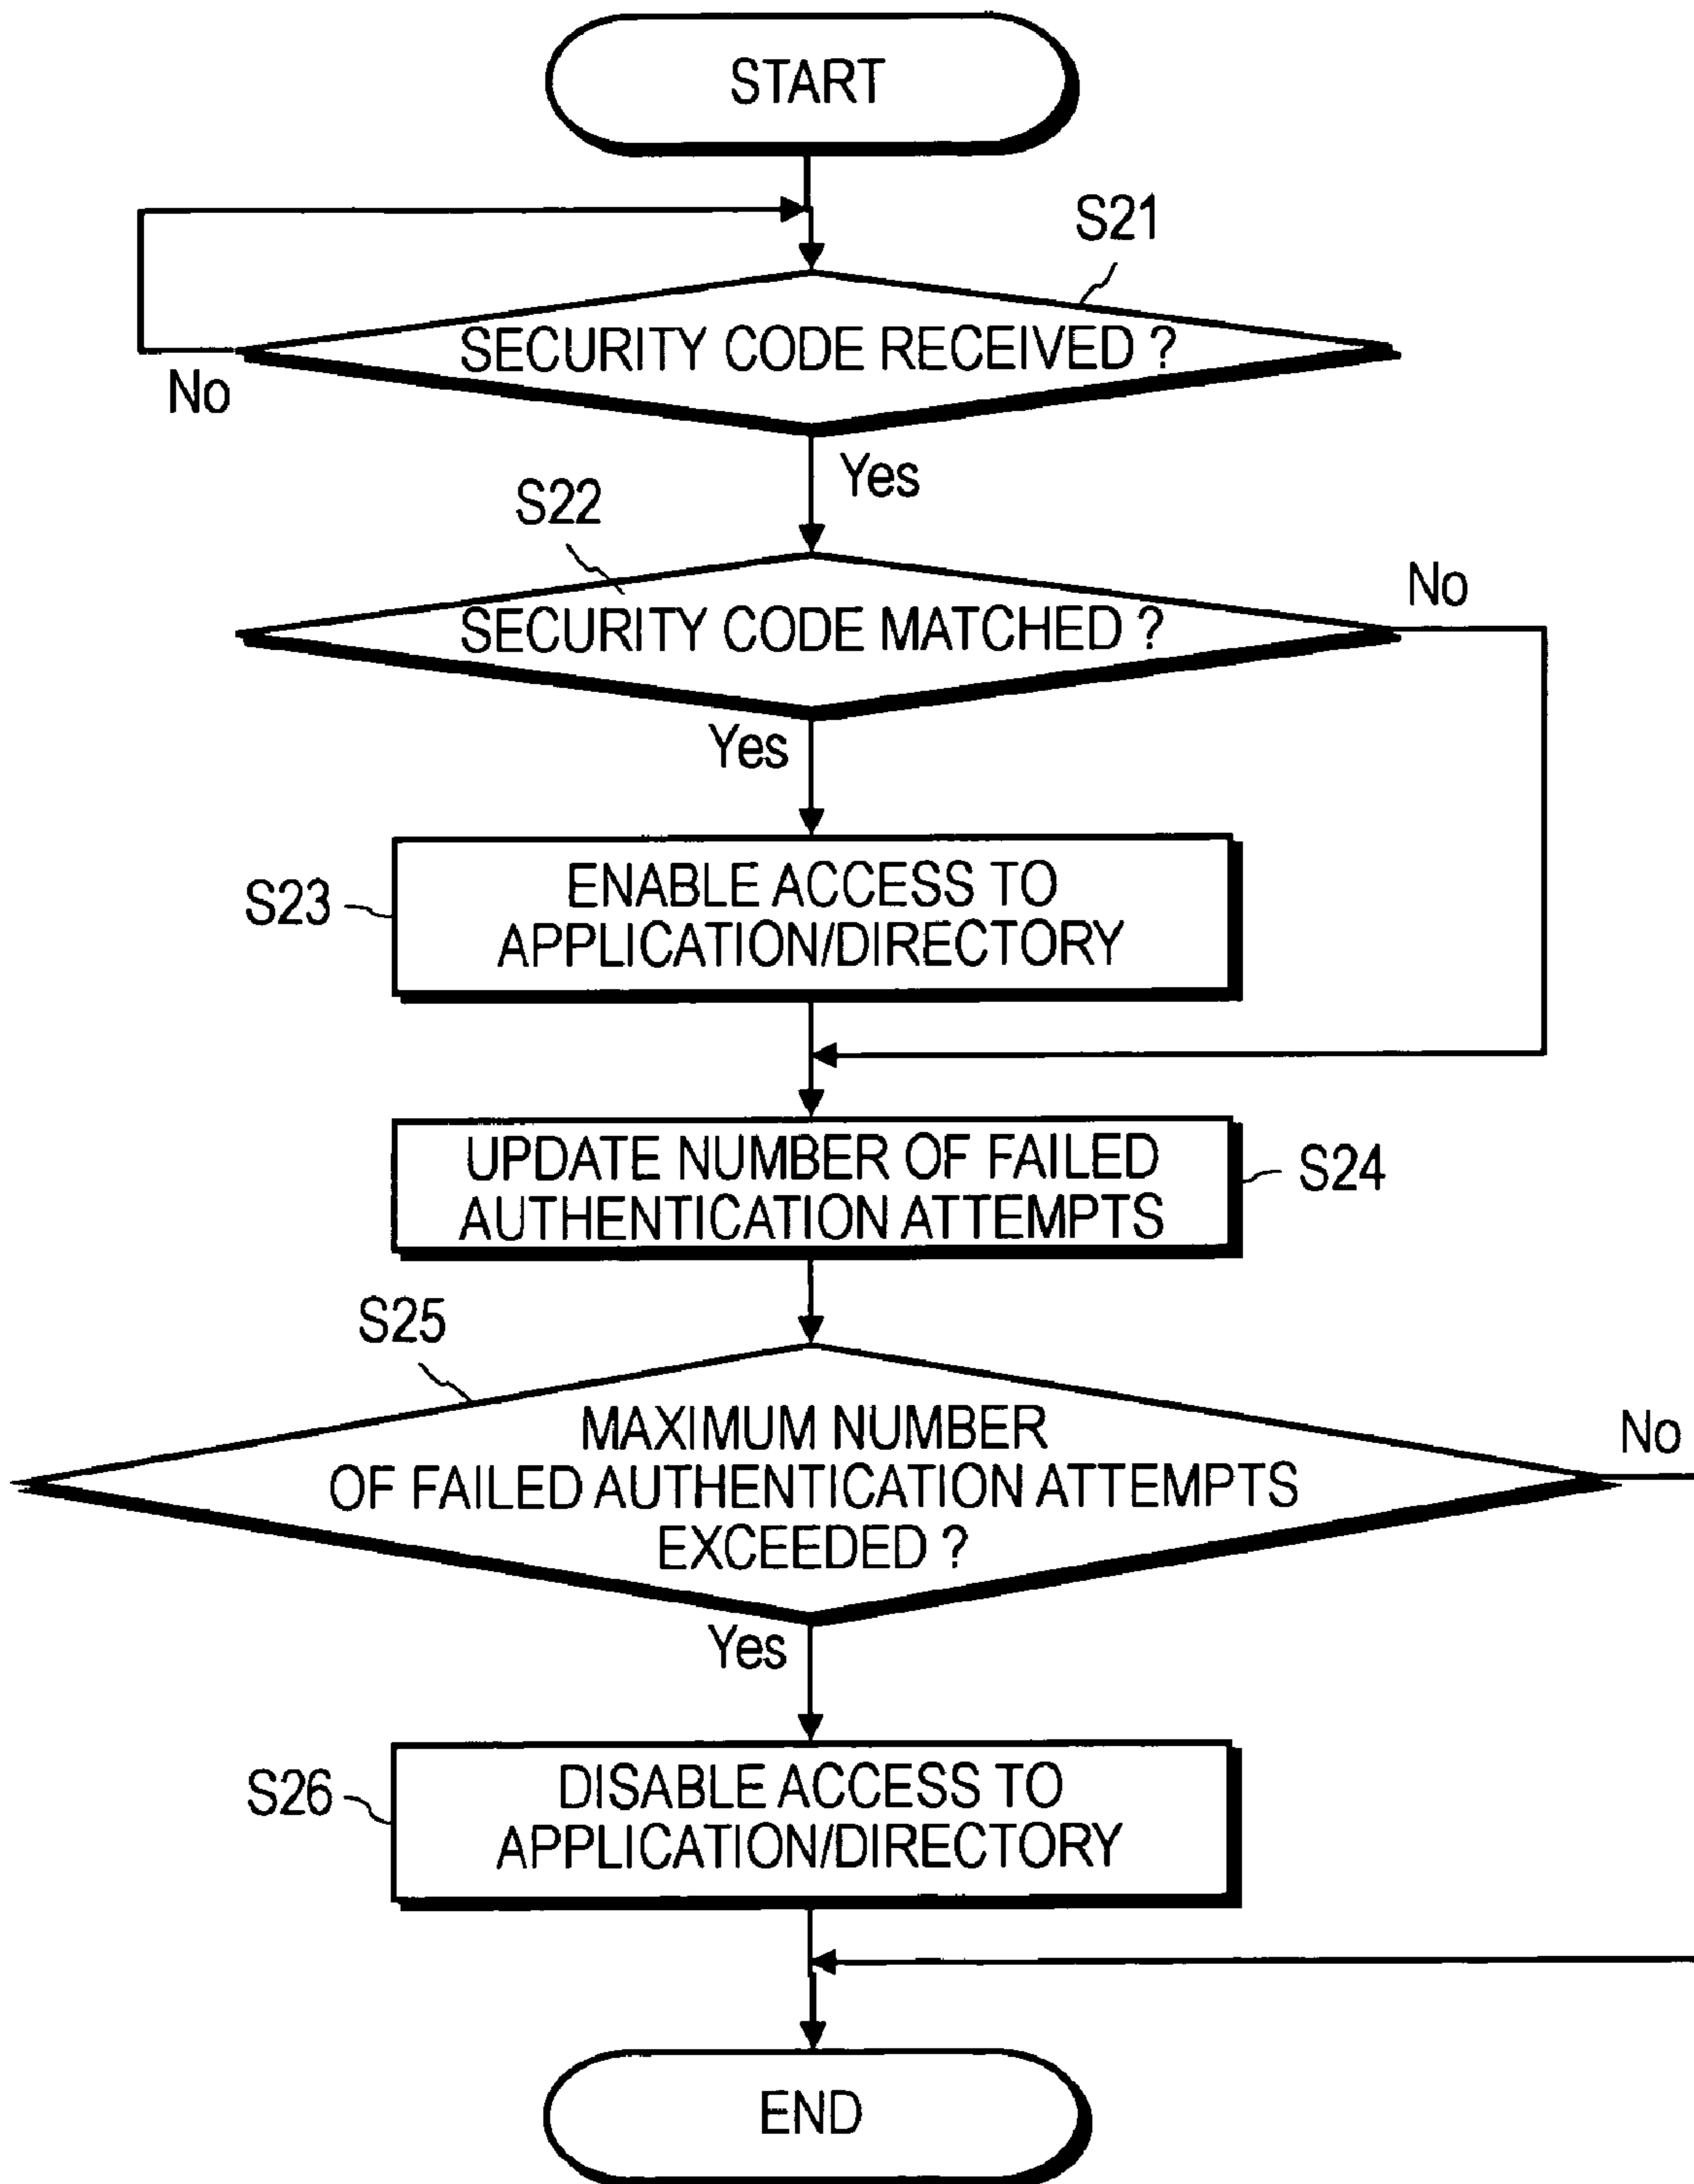 START
S21
SECURITY CODE RECEIVED ?
No
Yes
S22
No
SECURITY CODE MATCHED ?
Yes
S23
ENABLE ACCESS TO
APPLICATION/DIRECTORY
UPDATE NUMBER OF FAILED
AUTHENTICATION ATTEMPTS
S24
S25
MAXIMUM NUMBER
OF FAILED AUTHENTICATION ATTEMPTS
EXCEEDED ?
No
Yes
S26
DISABLE ACCESS TO
APPLICATION/DIRECTORY
END